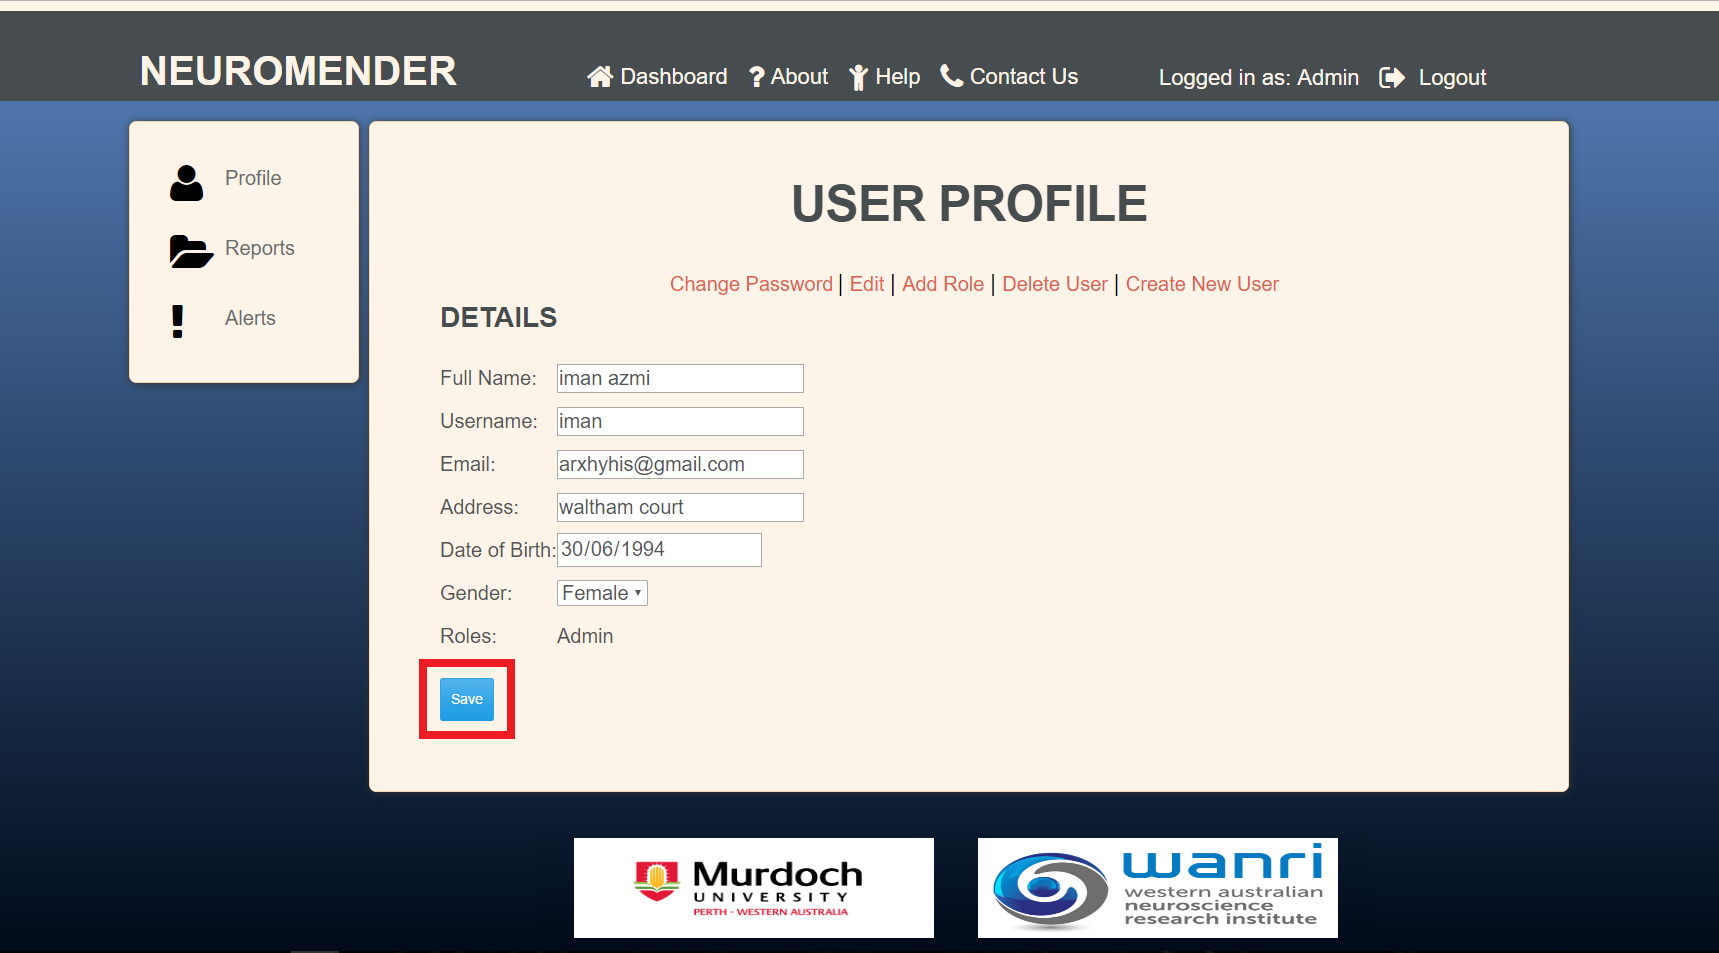 NEUROMENDER
Dashboard ? About Help Contact Us
Logged in as: Admin Logout
Profile
Reports
! Alerts
USER PROFILE
Change Password | Edit | Add Role | Delete User | Create New User
DETAILS
Full Name: iman azmi
Username: iman
Email: arxhyhis@gmail.com
Address: waltham court
Date of Birth: 30/06/1994
Gender: Female
Roles: Admin
Save
Murdoch
UNIVERSITY
PERTH - WESTERN AUSTRALIA
wanri
western australian
neuroscience
research institute